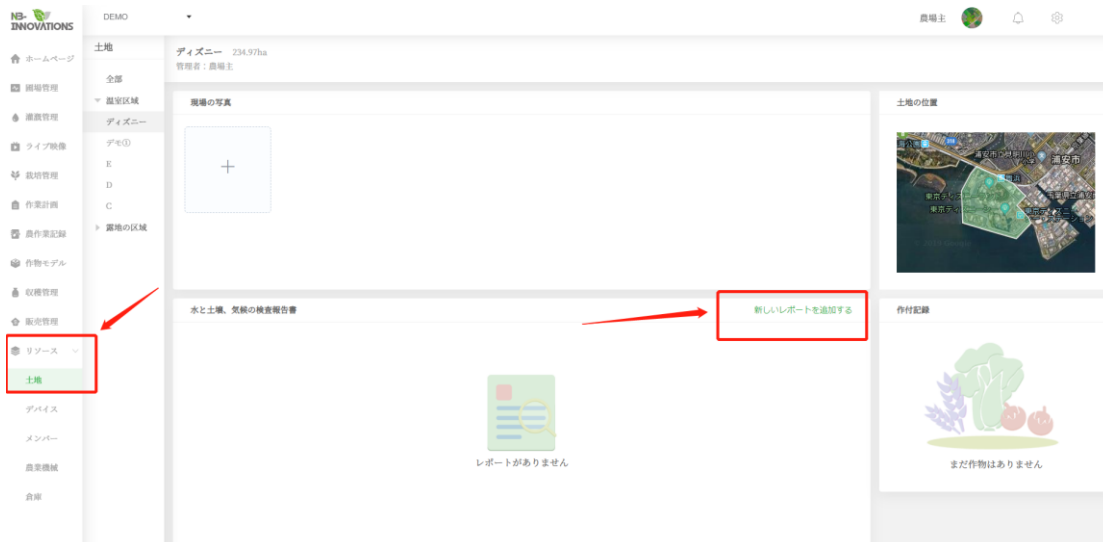 NB-
INNOVATIONS
DEMO
農場主
ホームページ
圃場管理
灌漑管理
ライブ映像
栽培管理
作業計画
農作業記録
作物モデル
収穫管理
販売管理
リソース
土地
デバイス
メンバー
農業機械
倉庫
土地
全部
温室区域
ディズニー
デモ①
E
D
C
露地の区域
ディズニー 234.97ha
管理者：農場主
現場の写真
土地の位置
浦安市
舞浜
水と土壌、気候の検査報告書
新しいレポートを追加する
レポートがありません
作付記録
まだ作物はありません